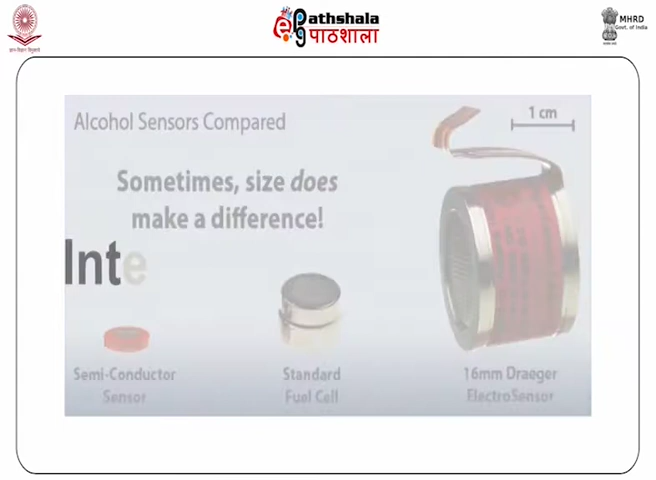 Pathshala
पाठशाला
MHRD
Govt. of India
Alcohol Sensors Compared
1 cm
Sometimes, size does
make a difference!
Inte
Semi-Conductor
Sensor
Standard
Fuel Cell
16mm Draeger
ElectroSensor